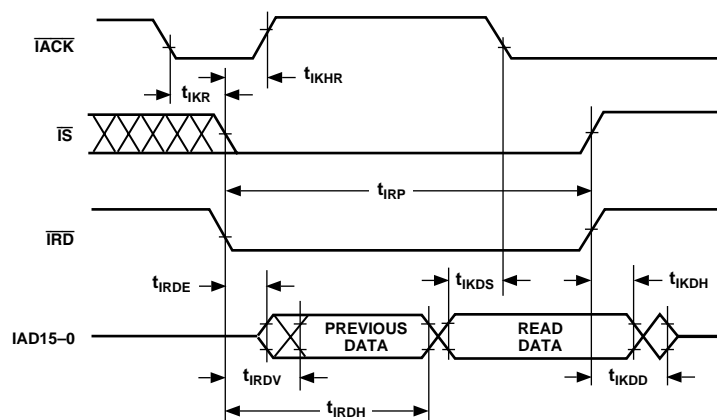 IACK
tIKHR
tIKR
IS
tIRP
IRD
tIRDE
tIKDS
tIKDH
IAD15–0
PREVIOUS
DATA
READ
DATA
tIRDV
tIKDD
tIRDH